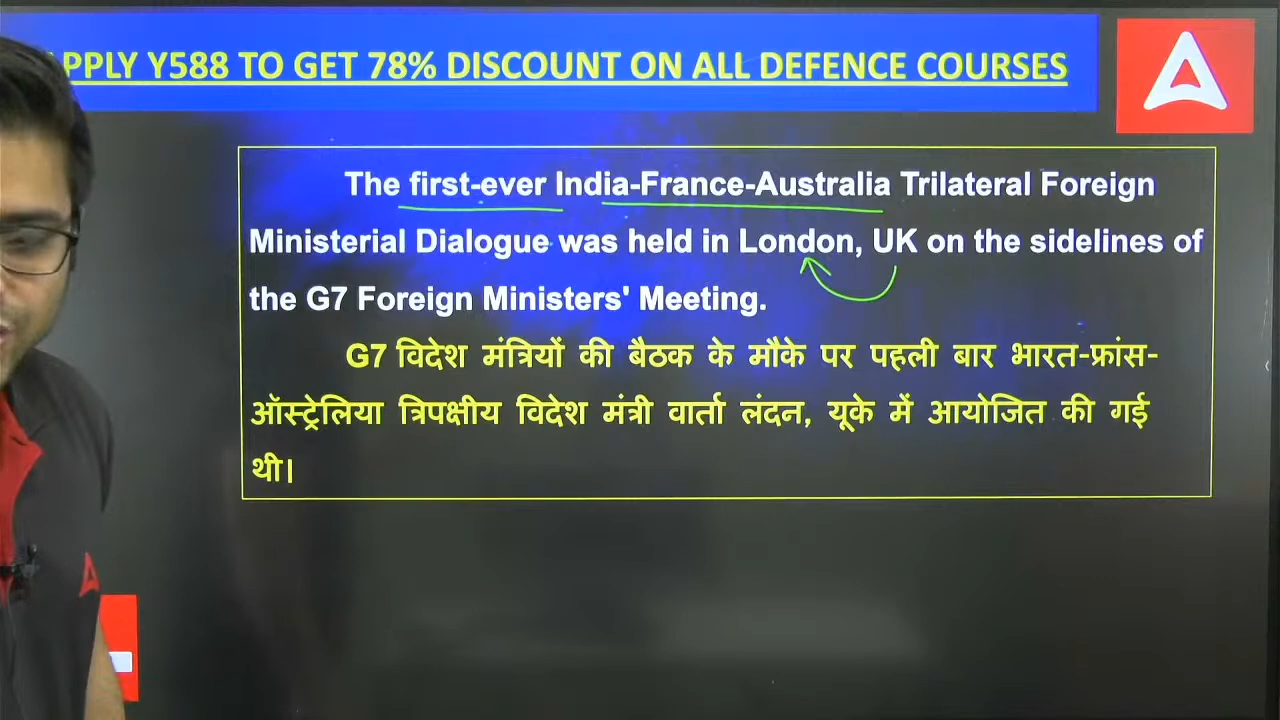 PPLY Y588 TO GET 78% DISCOUNT ON ALL DEFENCE COURSES
The first-ever India-France-Australia Trilateral Foreign
Ministerial Dialogue was held in London, UK on the sidelines of
the G7 Foreign Ministers' Meeting.
G7 विदेश मंत्रियों की बैठक के मौके पर पहली बार भारत-फ्रांस-
ऑस्ट्रेलिया त्रिपक्षीय विदेश मंत्री वार्ता लंदन, यूके में आयोजित की गई
थी।